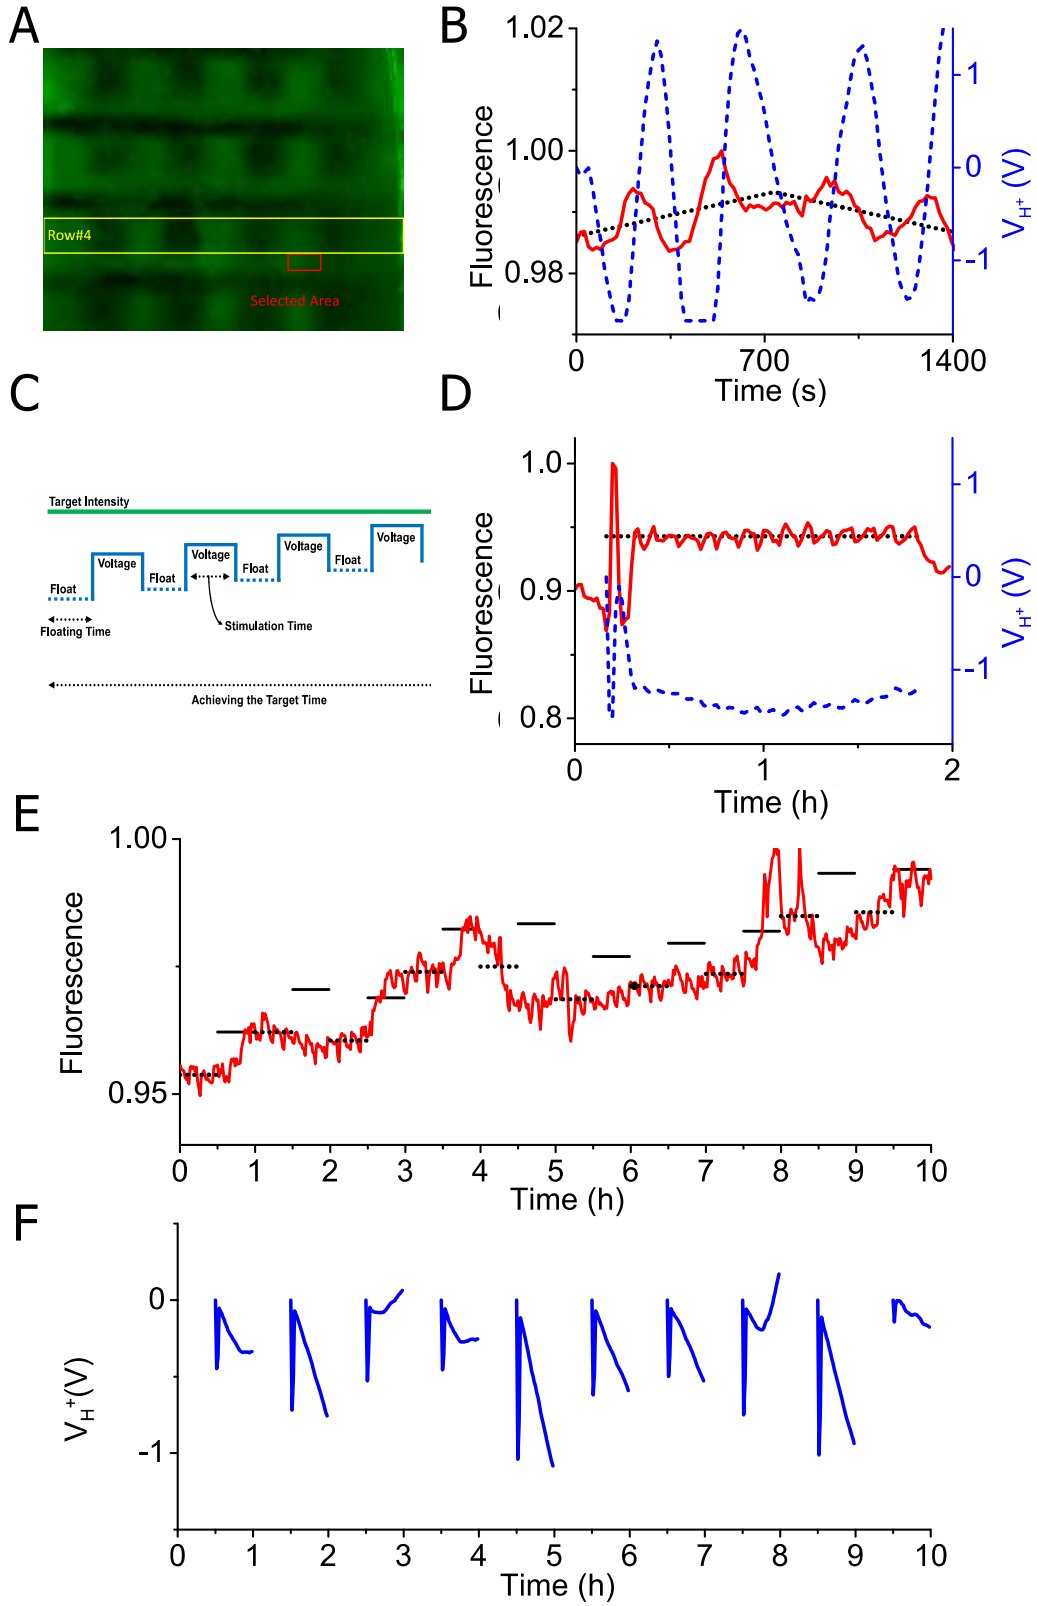 A
Row#4
Selected Area
B
1.02
1.00
0.98
Fluorescence
1
0
-1
V_H+ (V)
0 700 1400
Time (s)
C
Target Intensity
Voltage Voltage Voltage Voltage
Float Float Float Float
Floating Time
Stimulation Time
Achieving the Target Time
D
1.0
0.9
0.8
Fluorescence
1
0
-1
V_H+ (V)
0 1 2
Time (h)
E
1.00
0.95
Fluorescence
0 1 2 3 4 5 6 7 8 9 10
Time (h)
F
0
-1
V_H+(V)
0 1 2 3 4 5 6 7 8 9 10
Time (h)